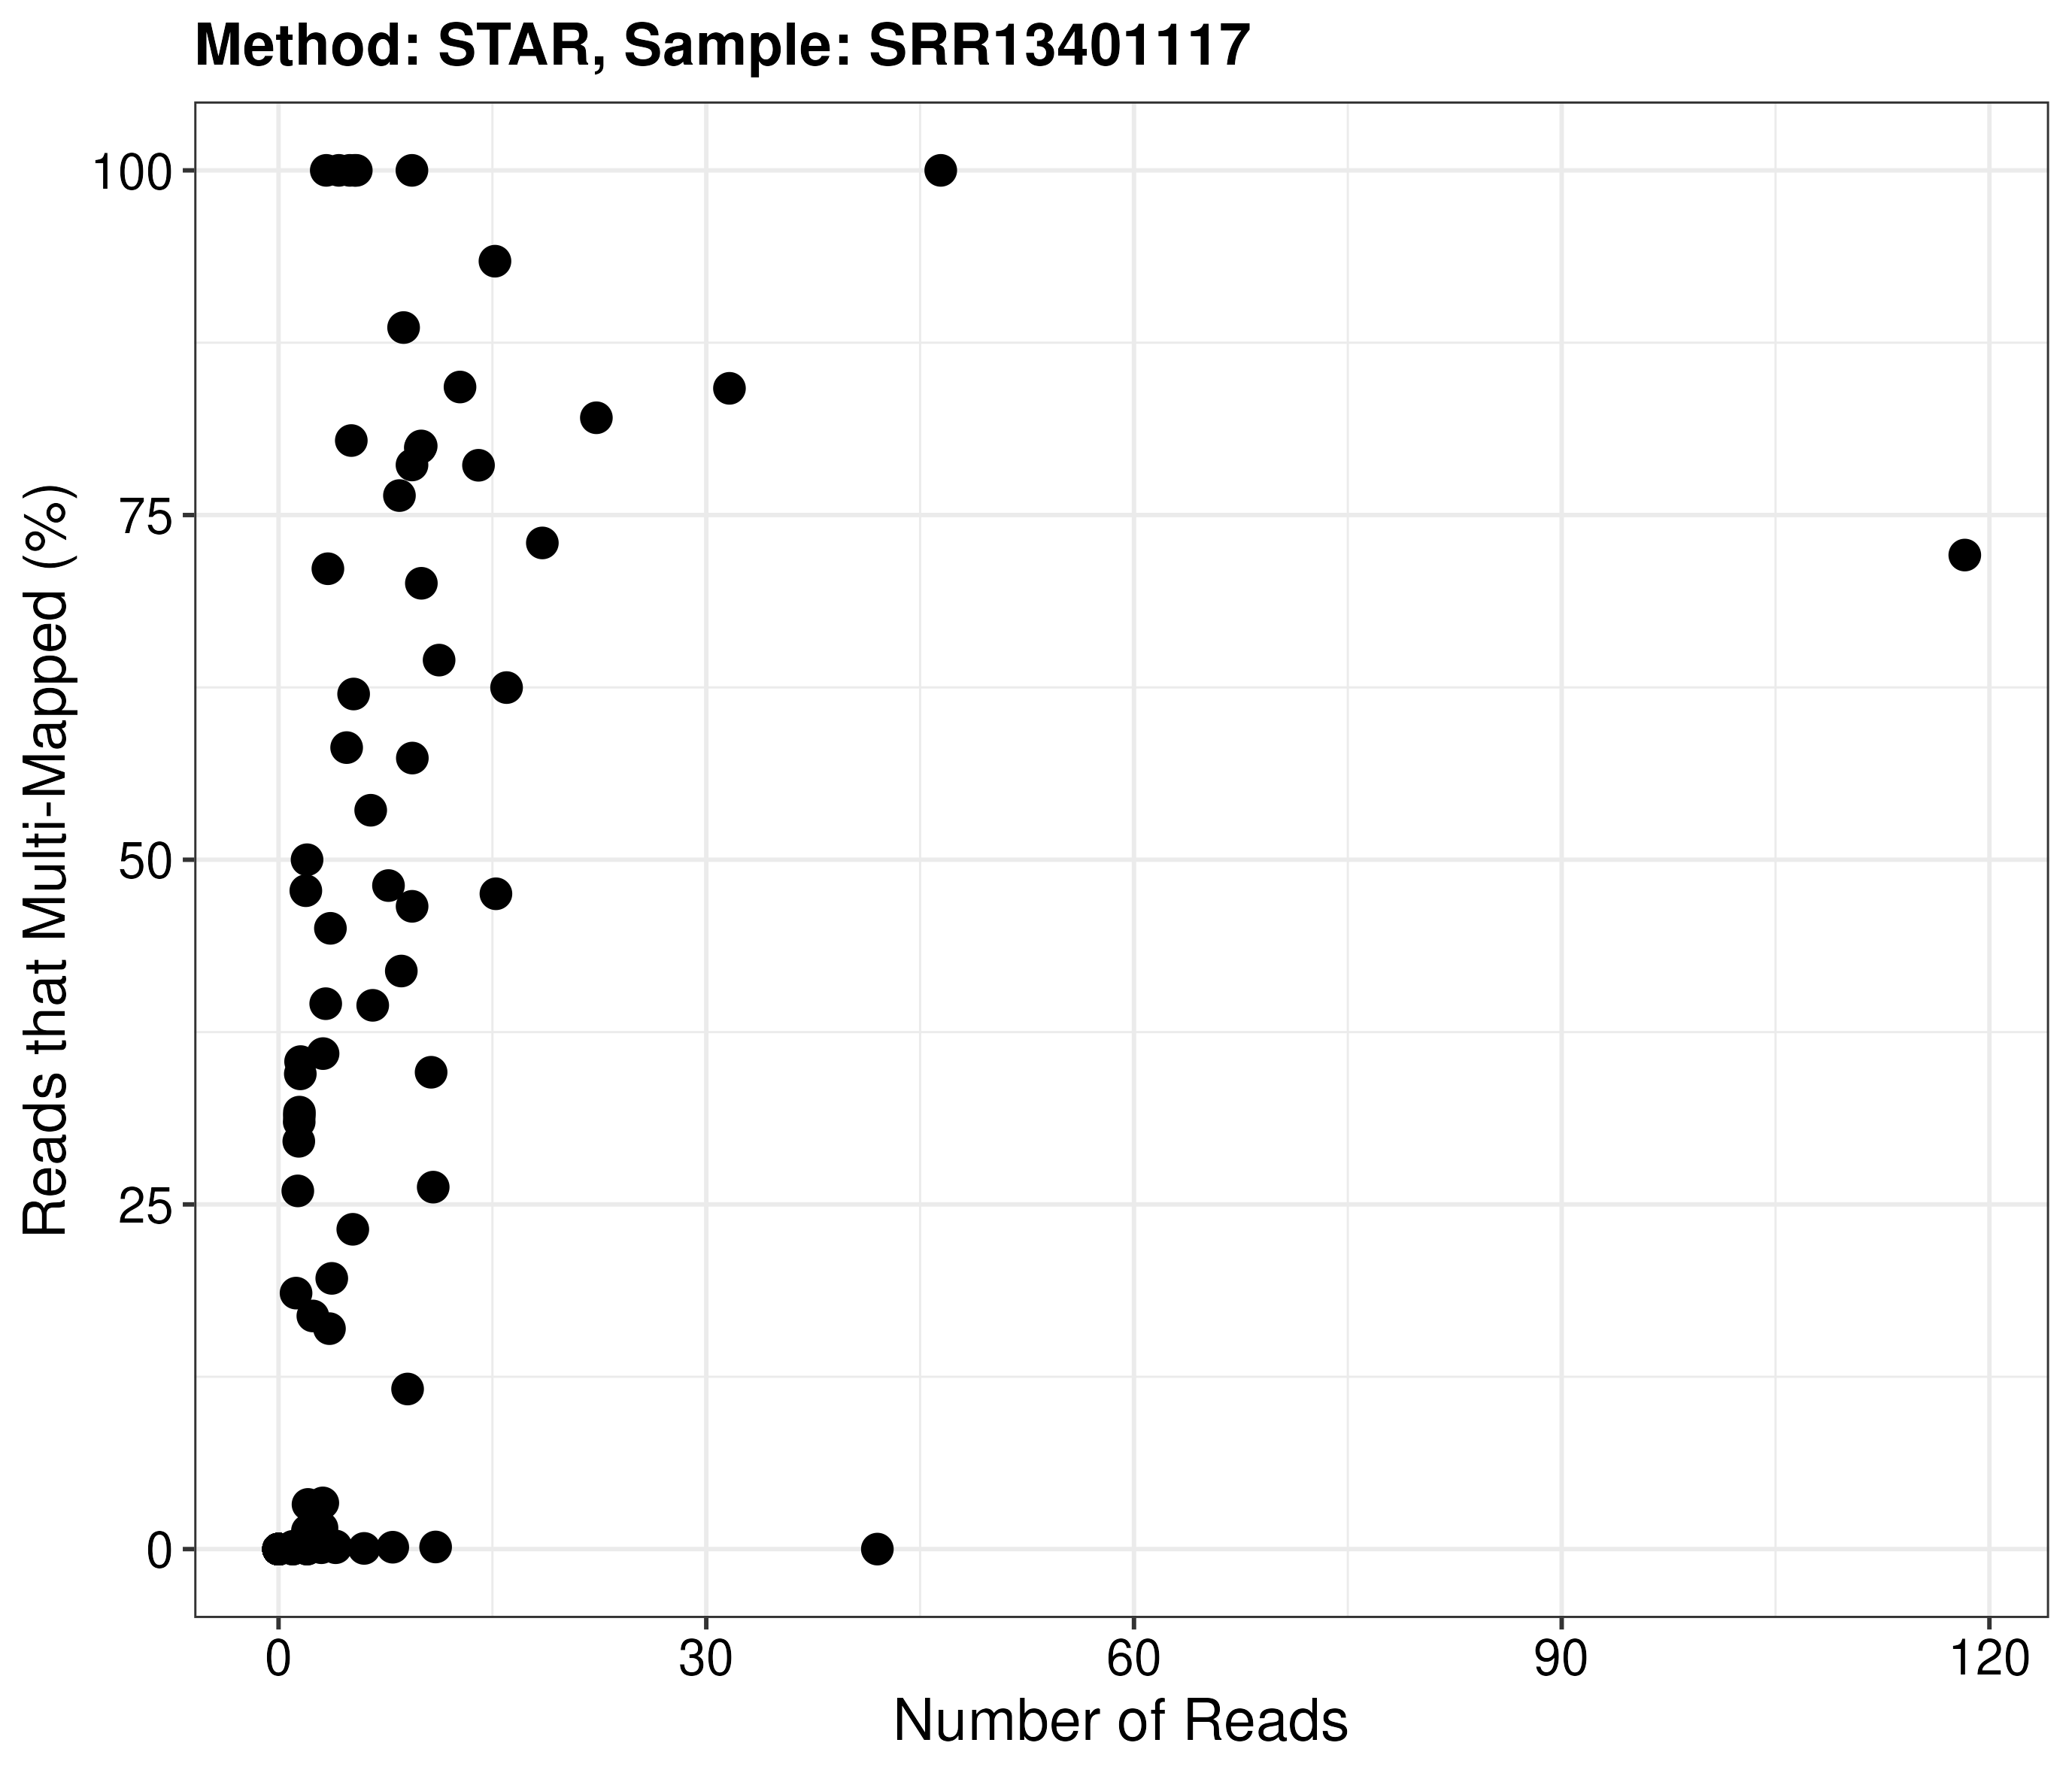 Method: STAR, Sample: SRR13401117
Reads that Multi-Mapped (%)
100
75
50
25
0
0 30 60 90 120
Number of Reads